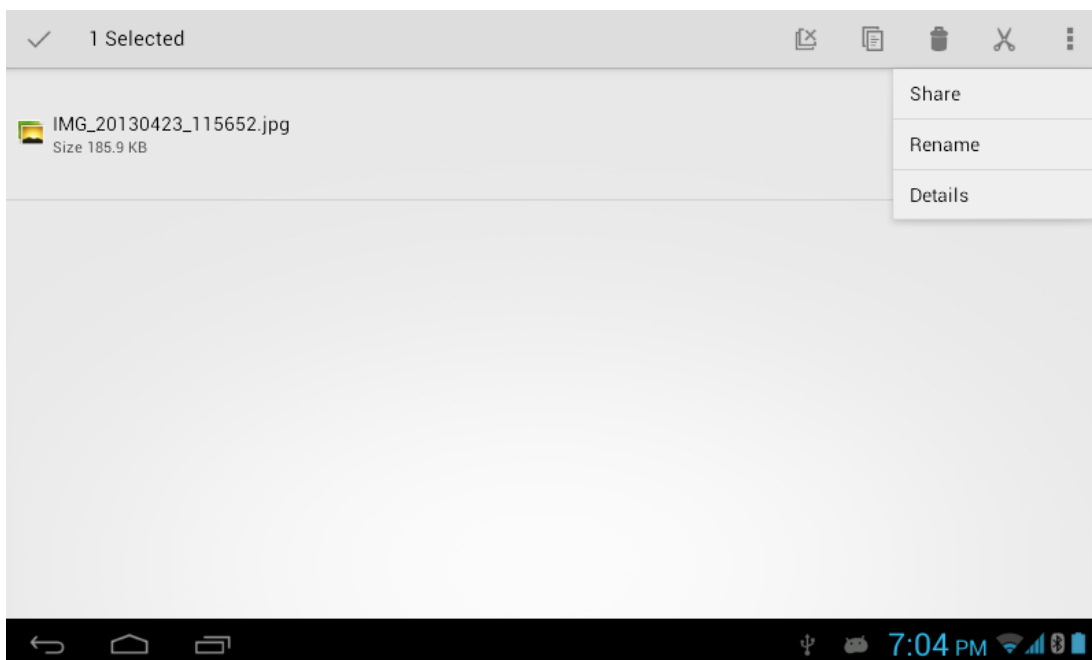 1 Selected
Share
IMG_20130423_115652.jpg
Size 185.9 KB
Rename
Details
7:04 PM